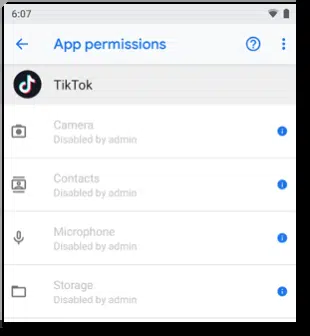 6:07
App permissions
TikTok
Camera
Disabled by admin
Contacts
Disabled by admin
Microphone
Disabled by admin
Storage
Disabled by admin